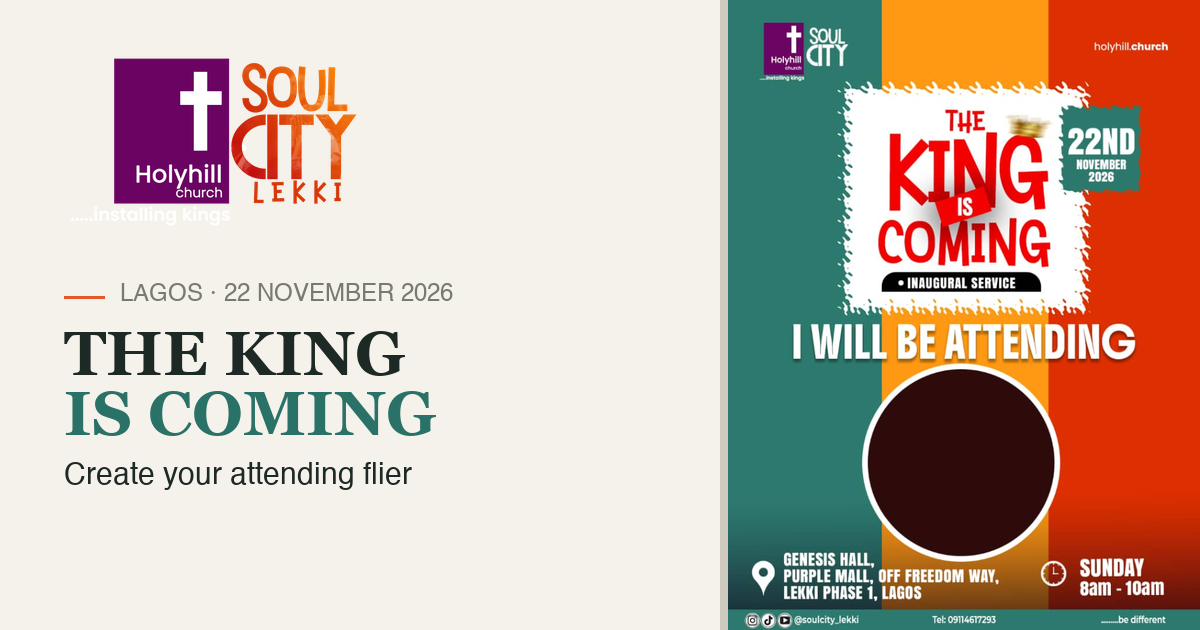 Holyhill
church
.....installing kings
SOUL
CITY
LEKKI
LAGOS · 22 NOVEMBER 2026
THE KING
IS COMING
Create your attending flier
Holyhill
church
.....installing kings
SOUL
CITY
holyhill.church
THE
KING
IS
COMING
• INAUGURAL SERVICE
22ND
NOVEMBER
2026
I WILL BE ATTENDING
GENESIS HALL,
PURPLE MALL, OFF FREEDOM WAY,
LEKKI PHASE 1, LAGOS
SUNDAY
8am - 10am
@soulcity_lekki
Tel: 09114617293
........be different